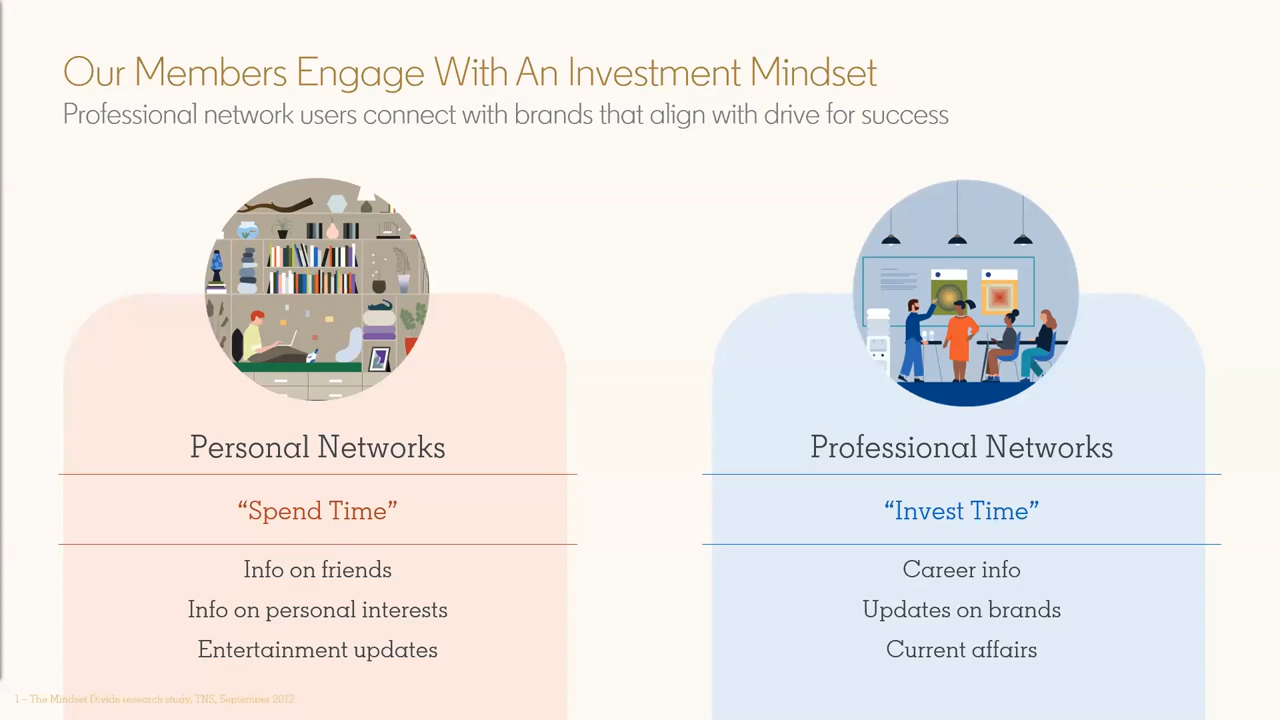 Our Members Engage With An Investment Mindset
Professional network users connect with brands that align with drive for success
Personal Networks
“Spend Time”
Info on friends
Info on personal interests
Entertainment updates
Professional Networks
“Invest Time”
Career info
Updates on brands
Current affairs
1 – The Mindset Divide research study, TNS, September 2012